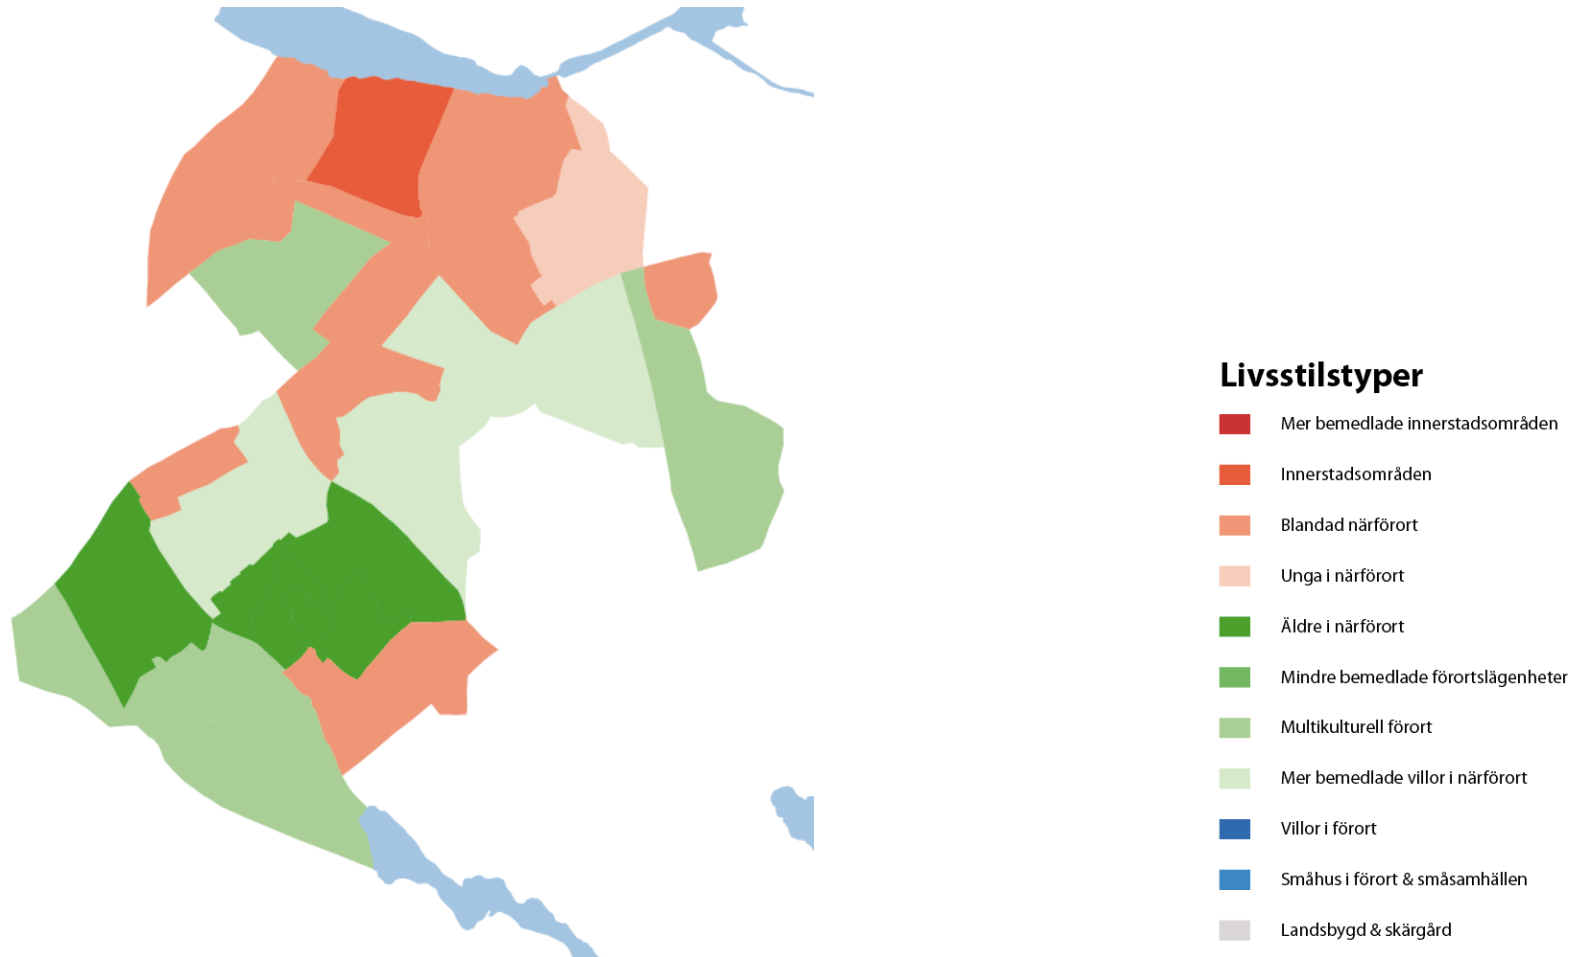 Livsstilstyper
Mer bemedlade innerstadsområden
Innerstadsområden
Blandad närförort
Unga i närförort
Äldre i närförort
Mindre bemedlade förortslägenheter
Multikulturell förort
Mer bemedlade villor i närförort
Villor i förort
Småhus i förort & småsamhällen
Landsbygd & skärgård